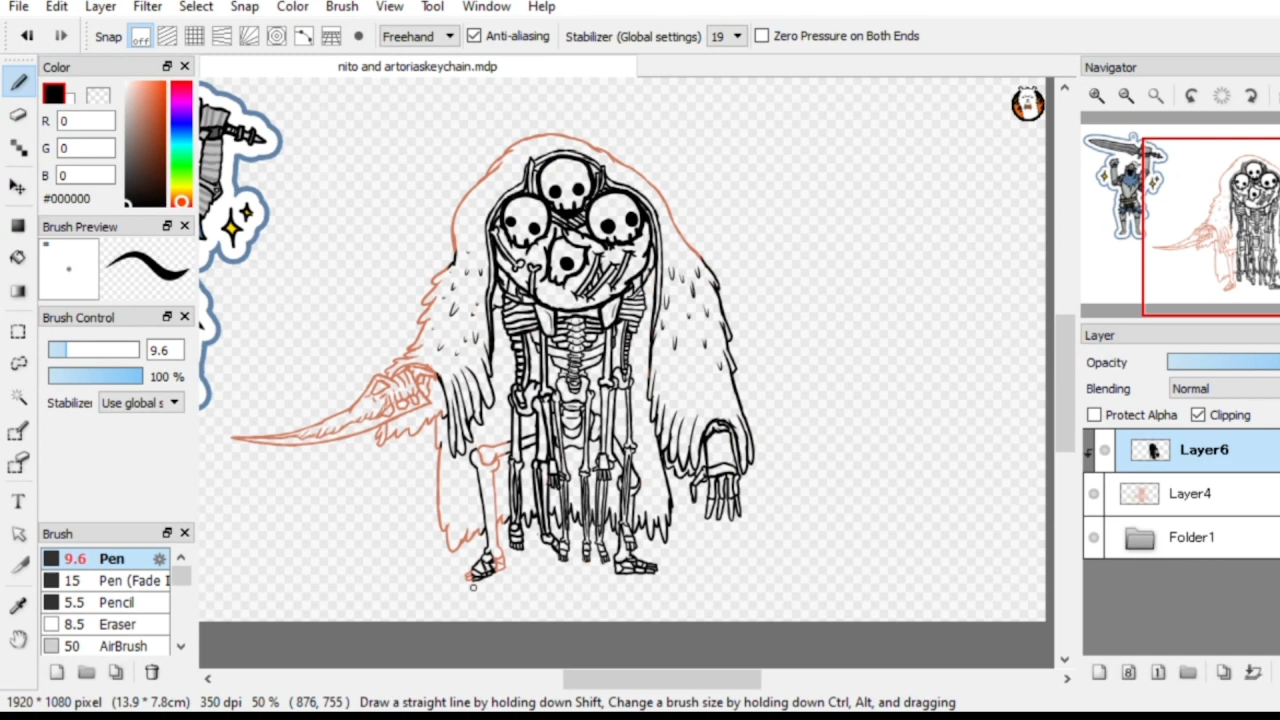 File Edit Layer Filter Select Snap Color Brush View Tool Window Help
Snap off Freehand Anti-aliasing Stabilizer (Global settings) 19 Zero Pressure on Both Ends
Color
nito and artoriaskeychain.mdp
Navigator
R 0
G 0
B 0
#000000
Brush Preview
Brush Control
9.6
100 %
Stabilizer Use global s
Layer
Opacity
Blending Normal
Protect Alpha Clipping
Layer6
Layer4
Folder1
Brush
9.6 Pen
15 Pen (Fade I
5.5 Pencil
8.5 Eraser
50 AirBrush
1920 * 1080 pixel (13.9 * 7.8cm) 350 dpi 50 % ( 876, 755 ) Draw a straight line by holding down Shift, Change a brush size by holding down Ctrl, Alt, and dragging